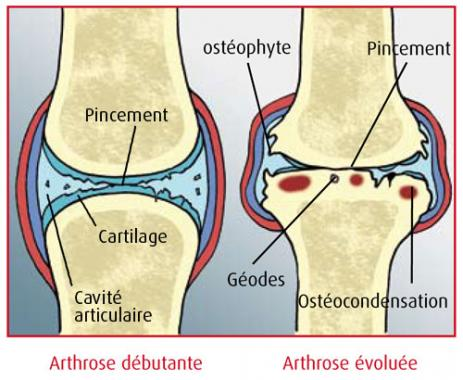 Pincement
Cartilage
Cavité
articulaire
ostéophyte
Pincement
Géodes
Ostéocondensation
Arthrose débutante
Arthrose évoluée